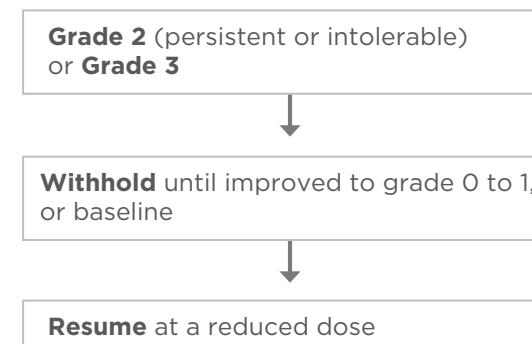 Grade 2 (persistent or intolerable)
or Grade 3
Withhold until improved to grade 0 to 1,
or baseline
Resume at a reduced dose